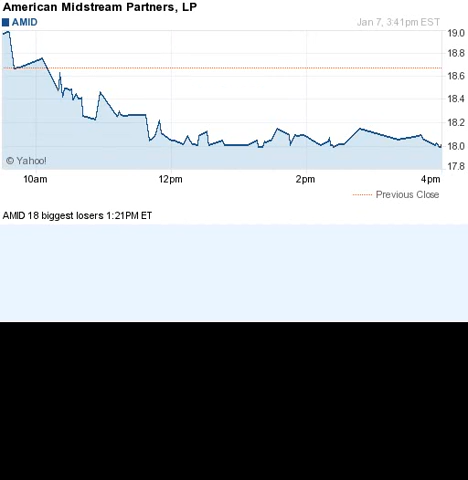 American Midstream Partners, LP
AMID Jan 7, 3:41pm EST
19.0
18.8
18.6
18.4
18.2
18.0
17.8
© Yahoo!
10am 12pm 2pm 4pm
Previous Close
AMID 18 biggest losers 1:21PM ET